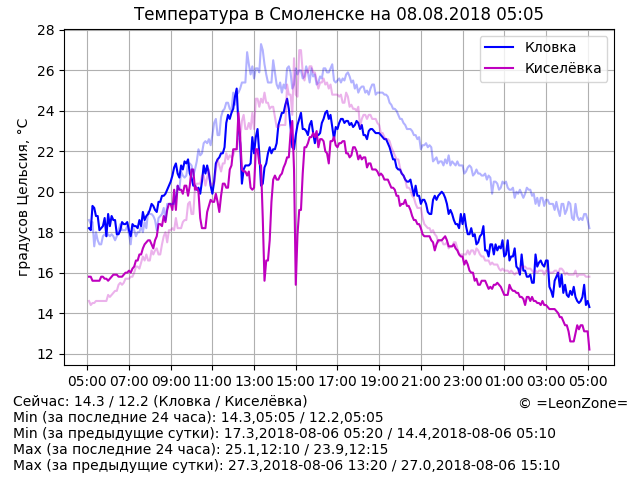 Температура в Смоленске на 08.08.2018 05:05
Кловка
Киселёвка
градусов Цельсия, °C
28
26
24
22
20
18
16
14
12
05:00 07:00 09:00 11:00 13:00 15:00 17:00 19:00 21:00 23:00 01:00 03:00 05:00
Сейчас: 14.3 / 12.2 (Кловка / Киселёвка)
© =LeonZone=
Min (за последние 24 часа): 14.3,05:05 / 12.2,05:05
Min (за предыдущие сутки): 17.3,2018-08-06 05:20 / 14.4,2018-08-06 05:10
Max (за последние 24 часа): 25.1,12:10 / 23.9,12:15
Max (за предыдущие сутки): 27.3,2018-08-06 13:20 / 27.0,2018-08-06 15:10